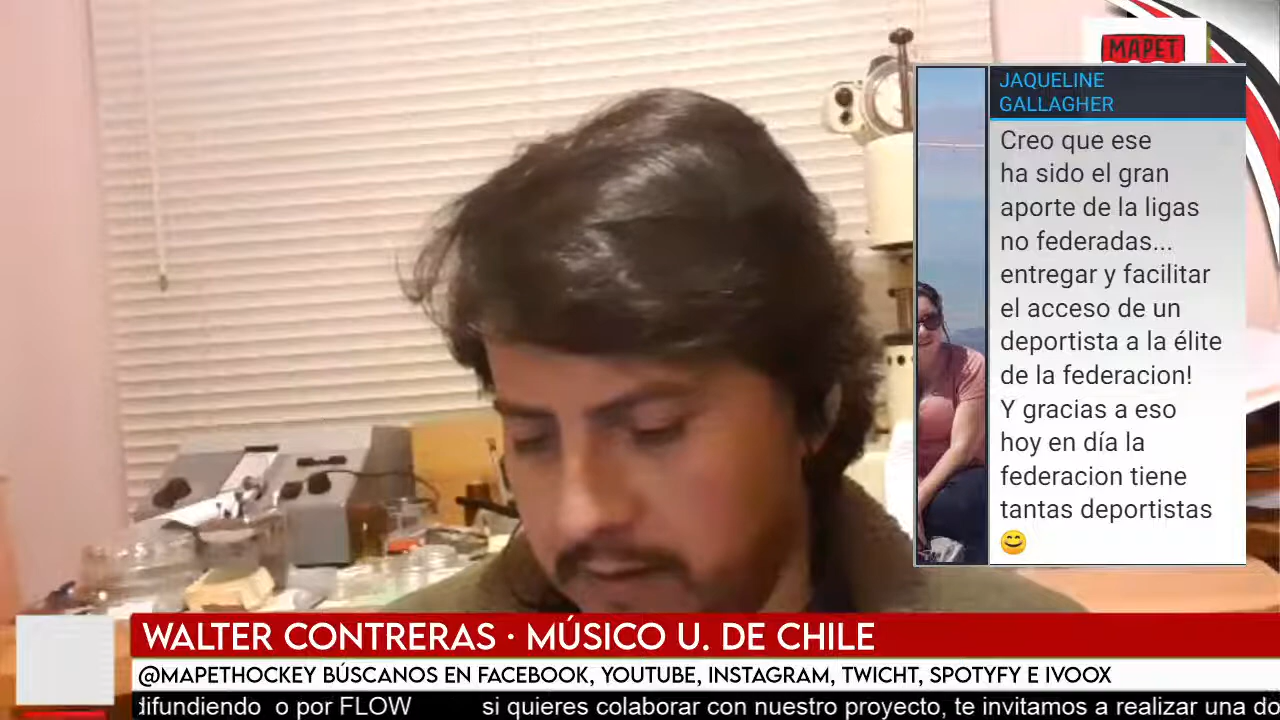 MAPET
JAQUELINE
GALLAGHER
Creo que ese
ha sido el gran
aporte de la ligas
no federadas...
entregar y facilitar
el acceso de un
deportista a la élite
de la federacion!
Y gracias a eso
hoy en día la
federacion tiene
tantas deportistas
😊
WALTER CONTRERAS · MÚSICO U. DE CHILE
@MAPETHOCKEY BÚSCANOS EN FACEBOOK, YOUTUBE, INSTAGRAM, TWICHT, SPOTYFY E IVOOX
difundiendo o por FLOW si quieres colaborar con nuestro proyecto, te invitamos a realizar una do